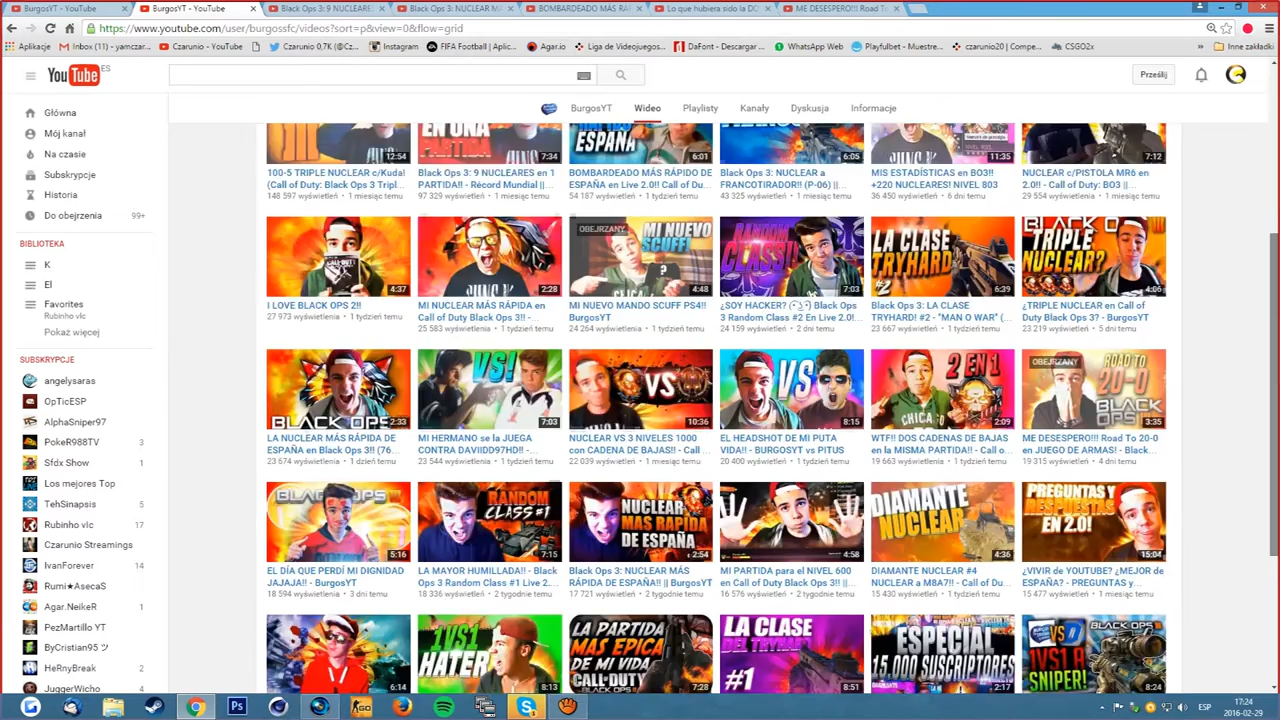 BurgosYT - YouTube
BurgosYT - YouTube
Black Ops 3: 9 NUCLEARES
Black Ops 3: NUCLEAR MA
BOMBARDEADO MÁS RÁP
Lo que hubiera sido la DO
ME DESESPERO!!! Road To
https://www.youtube.com/user/burgossfc/videos?sort=p&view=0&flow=grid
Aplikacje
Inbox (11) - yamczar...
Czarunio - YouTube
Czarunio 0,7K (@Cz...
Instagram
FIFA Football | Aplic...
Agar.io
Liga de Videojuegos...
DaFont - Descargar ...
WhatsApp Web
Playfulbet - Muestre...
czarunio20 | Compe...
CSGO2x
Inne zakładki
YouTube ES
Prześlij
BurgosYT
Wideo
Playlisty
Kanały
Dyskusja
Informacje
Główna
Mój kanał
Na czasie
Subskrypcje
Historia
Do obejrzenia 99+
BIBLIOTEKA
K
El
Favorites
Rubinho vlc
Pokaż więcej
SUBSKRYPCJE
angelysaras
OpTicESP
AlphaSniper97
PokeR988TV 3
Sfdx Show 1
Los mejores Top
TehSinapsis 5
Rubinho vlc 17
Czarunio Streamings
IvanForever 14
Rumi★AsecaS
Agar.NeikeR 1
PezMartillo YT
ByCristian95 ツ
HeRnyBreak 2
JuggerWicho
12:54
EN UNA
PARTIDA
7:34
ESPAÑA
6:01
6:05
11:35
7:12
100-5 TRIPLE NUCLEAR c/Kudal
(Call of Duty: Black Ops 3 Tripl...
148 597 wyświetleń • 1 miesiąc temu
Black Ops 3: 9 NUCLEARES en 1
PARTIDA!! - Récord Mundial ||...
97 329 wyświetleń • 1 miesiąc temu
BOMBARDEADO MÁS RÁPIDO DE
ESPAÑA en Live 2.0!! Call of Du...
54 187 wyświetleń • 1 tydzień temu
Black Ops 3: NUCLEAR a
FRANCOTIRADOR!! (P-06) ||...
43 325 wyświetleń • 1 miesiąc temu
MIS ESTADÍSTICAS en BO3!!
+220 NUCLEARES! NIVEL 803
36 450 wyświetleń • 6 dni temu
NUCLEAR c/PISTOLA MR6 en
2.0!! - Call of Duty: BO3 ||...
29 554 wyświetleń • 1 miesiąc temu
4:37
2:28
OBEJRZANY
MI NUEVO
SCUFF!
?
4:48
RANDOM
CLASS!!
7:03
LA CLASE
TRYHARD
#2
6:39
BLACK O
TRIPLE
NUCLEAR?
4:06
I LOVE BLACK OPS 2!!
27 973 wyświetlenia • 1 tydzień temu
MI NUCLEAR MÁS RÁPIDA en
Call of Duty Black Ops 3!! -...
25 583 wyświetlenia • 1 tydzień temu
MI NUEVO MANDO SCUFF PS4!!
BurgosYT
24 264 wyświetlenia • 1 tydzień temu
¿SOY HACKER? ( ͡° ͜ʖ ͡°) Black Ops
3 Random Class #2 En Live 2.0!...
24 159 wyświetleń • 2 dni temu
Black Ops 3: LA CLASE
TRYHARD! #2 - "MAN O WAR" (...
23 667 wyświetleń • 1 tydzień temu
¿TRIPLE NUCLEAR en Call of
Duty Black Ops 3? - BurgosYT
23 219 wyświetleń • 5 dni temu
BLACK OPS
2:33
VS!
7:03
VS
10:36
VS
8:15
2 EN 1
CHICA
2:09
OBEJRZANY
ROAD TO
20-0
BLACK OPS
3:35
LA NUCLEAR MÁS RÁPIDA DE
ESPAÑA en Black Ops 3!! (76...
23 674 wyświetlenia • 1 dzień temu
MI HERMANO se la JUEGA
CONTRA DAVIIDD97HD!! -...
23 544 wyświetlenia • 1 tydzień temu
NUCLEAR VS 3 NIVELES 1000
con CADENA DE BAJAS!! - Call ...
22 039 wyświetleń • 1 miesiąc temu
EL HEADSHOT DE MI PUTA
VIDA!! - BURGOSYT vs PITUS
20 400 wyświetleń • 1 tydzień temu
WTF!! DOS CADENAS DE BAJAS
en la MISMA PARTIDA!! - Call o...
19 663 wyświetlenia • 1 tydzień temu
ME DESESPERO!!! Road To 20-0
en JUEGO DE ARMAS! - Black...
19 315 wyświetleń • 4 dni temu
BLACK OPS
5:16
RANDOM
CLASS #1
7:15
NUCLEAR
MAS RAPIDA
DE ESPAÑA
2:54
4:58
DIAMANTE
NUCLEAR
4:36
PREGUNTAS Y
RESPUESTAS
EN 2.0!
15:04
EL DÍA QUE PERDÍ MI DIGNIDAD
JAJAJA!! - BurgosYT
18 594 wyświetlenia • 3 dni temu
LA MAYOR HUMILLADA!! - Black
Ops 3 Random Class #1 Live 2....
18 336 wyświetleń • 2 tygodnie temu
Black Ops 3: NUCLEAR MÁS
RÁPIDA DE ESPAÑA!! || BurgosYT
17 721 wyświetleń • 2 tygodnie temu
MI PARTIDA para el NIVEL 600
en Call of Duty Black Ops 3!! ||...
16 576 wyświetleń • 2 tygodnie temu
DIAMANTE NUCLEAR #4
NUCLEAR a M8A7!! - Call of Du...
16 430 wyświetleń • 1 miesiąc temu
¿VIVIR de YOUTUBE? ¿MEJOR de
ESPAÑA? - PREGUNTAS y...
15 477 wyświetleń • 1 miesiąc temu
6:14
1VS1
HATER
8:13
LA PARTIDA
MAS EPICA
DE MI VIDA
CALL OF DUTY
BLACK OPS
7:28
LA CLASE
DEL TRYHARD
#1
8:51
ESPECIAL
15.000 SUSCRIPTORES
2:17
VS
BLACK OPS
1VS1 A
SNIPER!
8:24
ESP
17:24
2016-02-29